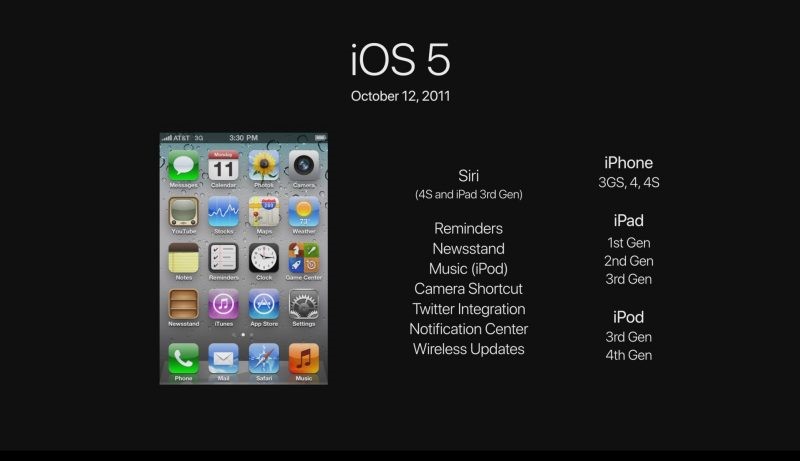 iOS 5
October 12, 2011
AT&T 3G 3:30 PM
Monday
11
Messages Calendar Photos Camera
280
73°
YouTube Stocks Maps Weather
Notes Reminders Clock Game Center
Newsstand iTunes App Store Settings
Phone Mail Safari Music
Siri
(4S and iPad 3rd Gen)
Reminders
Newsstand
Music (iPod)
Camera Shortcut
Twitter Integration
Notification Center
Wireless Updates
iPhone
3GS, 4, 4S
iPad
1st Gen
2nd Gen
3rd Gen
iPod
3rd Gen
4th Gen